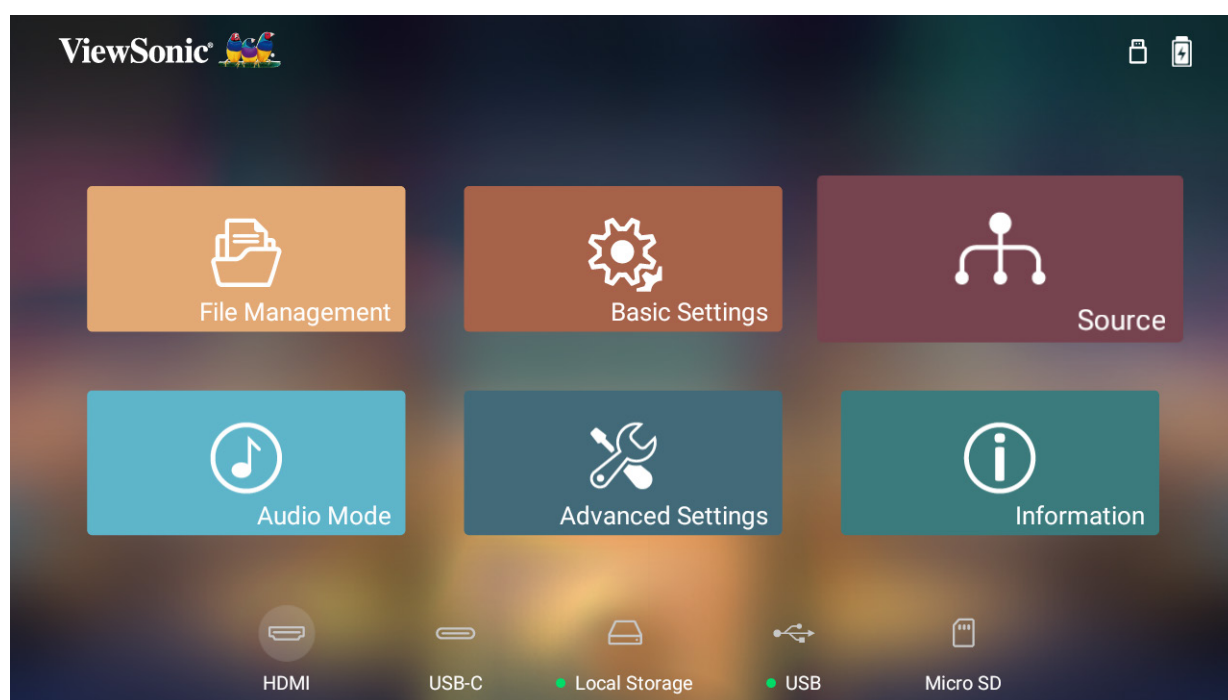 ViewSonic®
File Management
Basic Settings
Source
Audio Mode
Advanced Settings
Information
HDMI
USB-C
Local Storage
USB
Micro SD